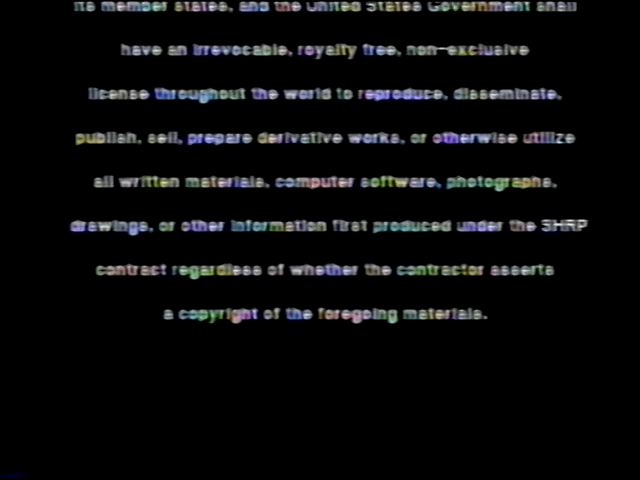 its member states, and the United States Government shall
have an irrevocable, royalty free, non-exclusive
license throughout the world to reproduce, disseminate,
publish, sell, prepare derivative works, or otherwise utilize
all written materials, computer software, photographs,
drawings, or other information first produced under the SHRP
contract regardless of whether the contractor asserts
a copyright of the foregoing materials.